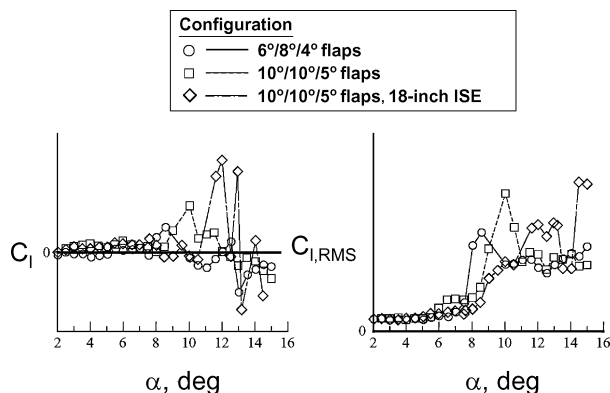 Configuration
6°/8°/4° flaps
10°/10°/5° flaps
10°/10°/5° flaps, 18-inch ISE
C_l
0
2 4 6 8 10 12 14 16
α, deg
C_l,RMS
0
2 4 6 8 10 12 14 16
α, deg